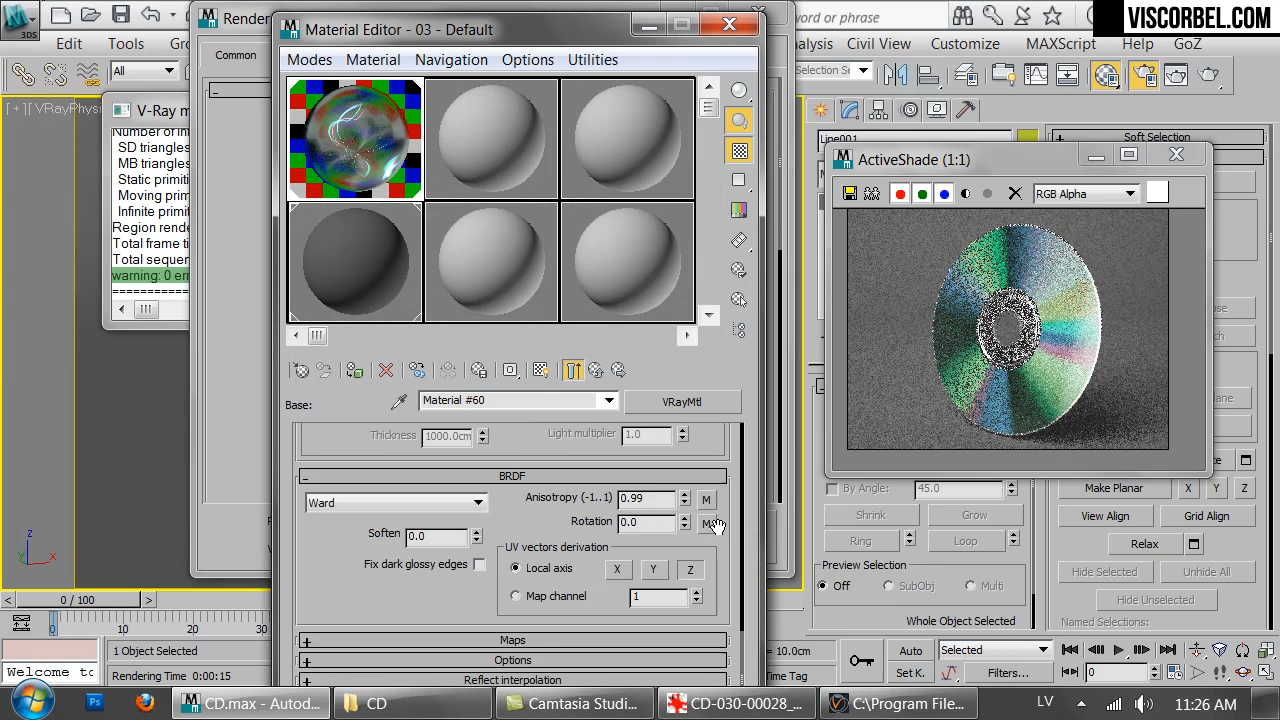 VISCORBEL.COM
Render
Material Editor - 03 - Default
or phrase
Edit
Tools
Gr
Common
Modes
Material
Navigation
Options
Utilities
alysis
Civil View
Customize
MAXScript
Help
GoZ
All
Selection Se
[ + ] [ VRayPhysi
V-Ray m
Number of in
SD triangles
MB triangles
Static primiti
Moving primi
Infinite primiti
Region rende
Total frame ti
Total sequen
warning: 0 err
Line001
Soft Selection
ActiveShade (1:1)
RGB Alpha
Base:
Material #60
VRayMtl
Thickness
1000.0cm
Light multiplier
1.0
BRDF
Ward
Anisotropy (-1..1)
0.99
M
Rotation
0.0
M
Soften
0.0
Fix dark glossy edges
UV vectors derivation
Local axis
X
Y
Z
Map channel
1
Maps
Options
Reflect interpolation
By Angle:
45.0
Shrink
Grow
Ring
Loop
Make Planar
X
Y
Z
View Align
Grid Align
Relax
Hide Selected
Unhide All
Preview Selection
Off
SubObj
Multi
Hide Unselected
Named Selections:
Whole Object Selected
z
x
0 / 100
0
10
20
30
1 Object Selected
Welcome to
Rendering Time 0:00:15
= 10.0cm
Time Tag
Auto
Selected
Set K.
Filters...
0
CD.max - Autod...
CD
Camtasia Studi...
CD-030-00028_...
C:\Program File...
LV
11:26 AM